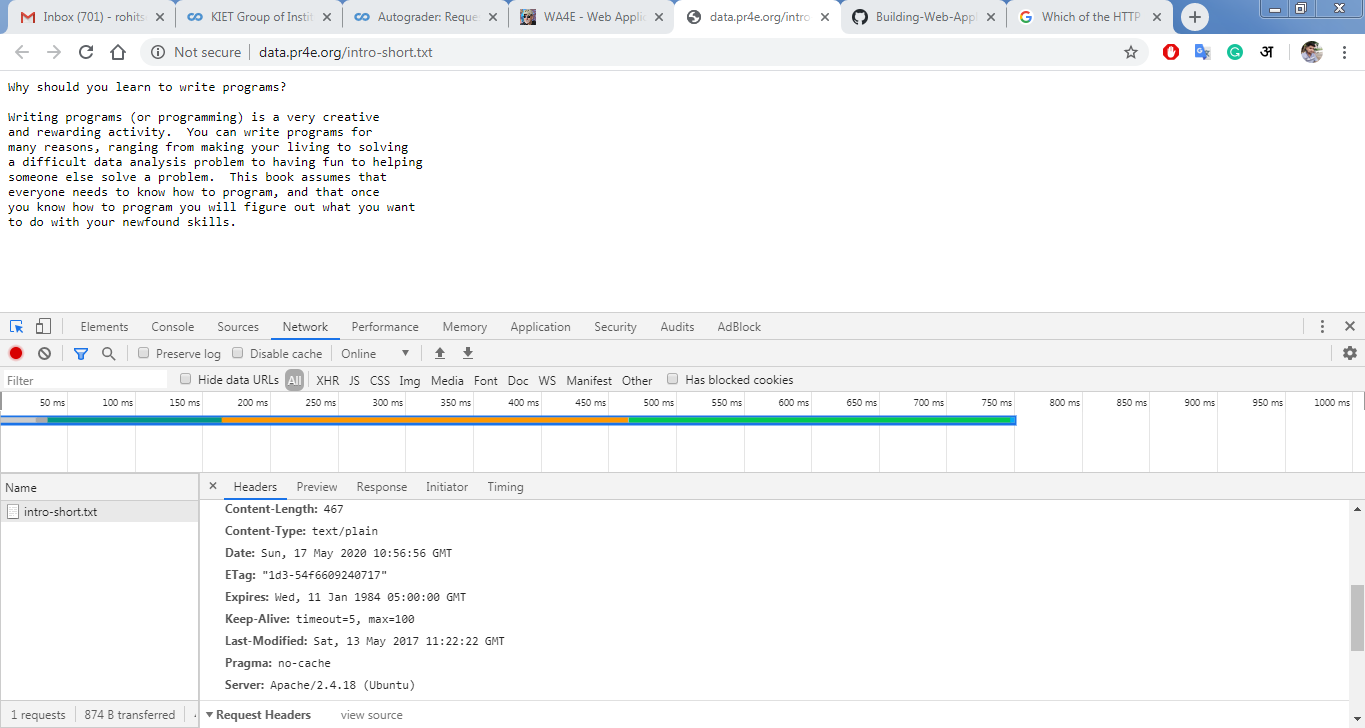 Inbox (701) - rohits
KIET Group of Instit
Autograder: Reques
WA4E - Web Applic
data.pr4e.org/intro
Building-Web-Appl
Which of the HTTP
Not secure
data.pr4e.org/intro-short.txt
अ
Why should you learn to write programs?
Writing programs (or programming) is a very creative
and rewarding activity.  You can write programs for
many reasons, ranging from making your living to solving
a difficult data analysis problem to having fun to helping
someone else solve a problem.  This book assumes that
everyone needs to know how to program, and that once
you know how to program you will figure out what you want
to do with your newfound skills.
Elements Console Sources Network Performance Memory Application Security Audits AdBlock
Preserve log Disable cache Online
Filter Hide data URLs All XHR JS CSS Img Media Font Doc WS Manifest Other Has blocked cookies
50 ms 100 ms 150 ms 200 ms 250 ms 300 ms 350 ms 400 ms 450 ms 500 ms 550 ms 600 ms 650 ms 700 ms 750 ms 800 ms 850 ms 900 ms 950 ms 1000 ms
Name
Headers Preview Response Initiator Timing
intro-short.txt
Content-Length: 467
Content-Type: text/plain
Date: Sun, 17 May 2020 10:56:56 GMT
ETag: "1d3-54f6609240717"
Expires: Wed, 11 Jan 1984 05:00:00 GMT
Keep-Alive: timeout=5, max=100
Last-Modified: Sat, 13 May 2017 11:22:22 GMT
Pragma: no-cache
Server: Apache/2.4.18 (Ubuntu)
1 requests 874 B transferred
Request Headers view source